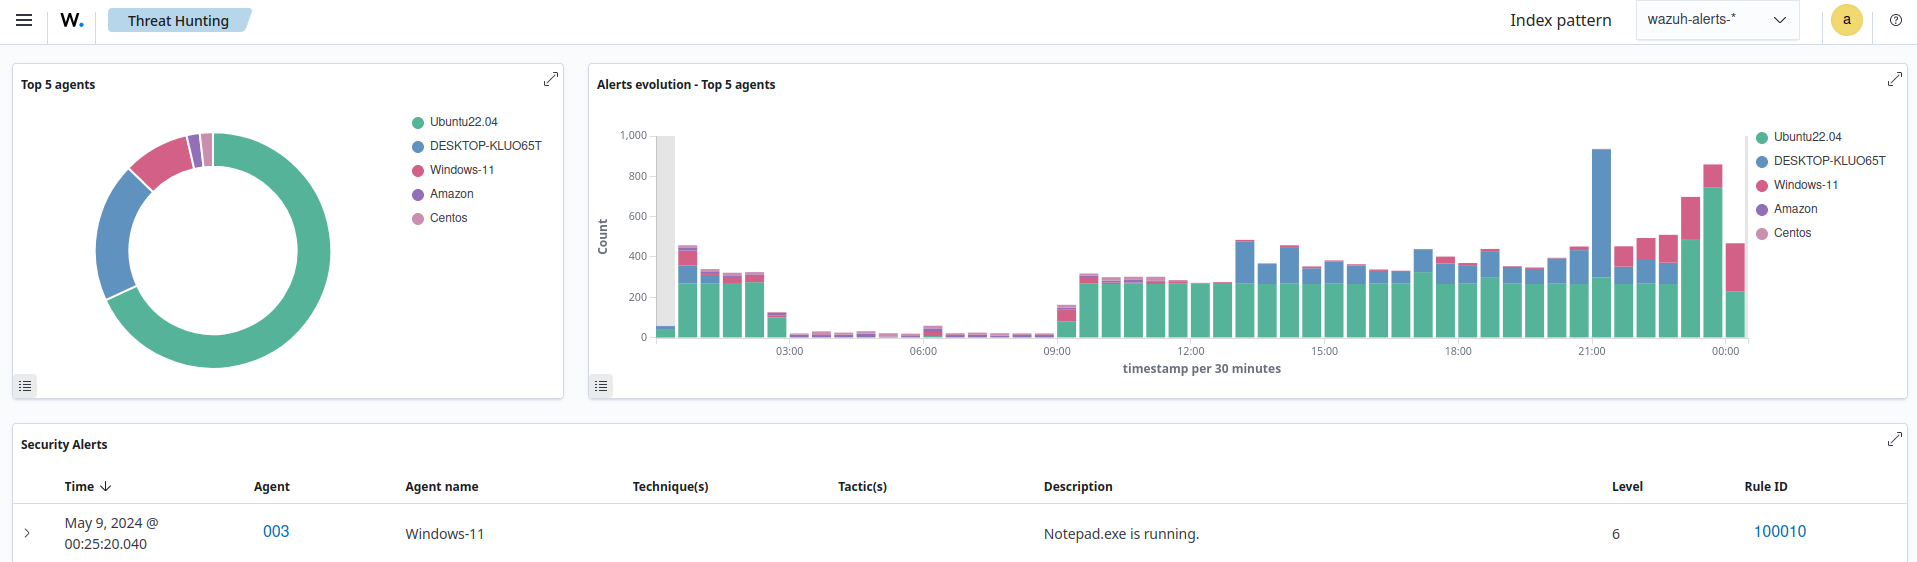 W.
Threat Hunting
Index pattern
wazuh-alerts-*
a
Top 5 agents
Ubuntu22.04
DESKTOP-KLUO65T
Windows-11
Amazon
Centos
Alerts evolution - Top 5 agents
1,000
800
600
400
200
0
Count
03:00
06:00
09:00
12:00
15:00
18:00
21:00
00:00
timestamp per 30 minutes
Ubuntu22.04
DESKTOP-KLUO65T
Windows-11
Amazon
Centos
Security Alerts
Time Agent Agent name Technique(s) Tactic(s) Description Level Rule ID
May 9, 2024 @
00:25:20.040
003 Windows-11 Notepad.exe is running. 6 100010